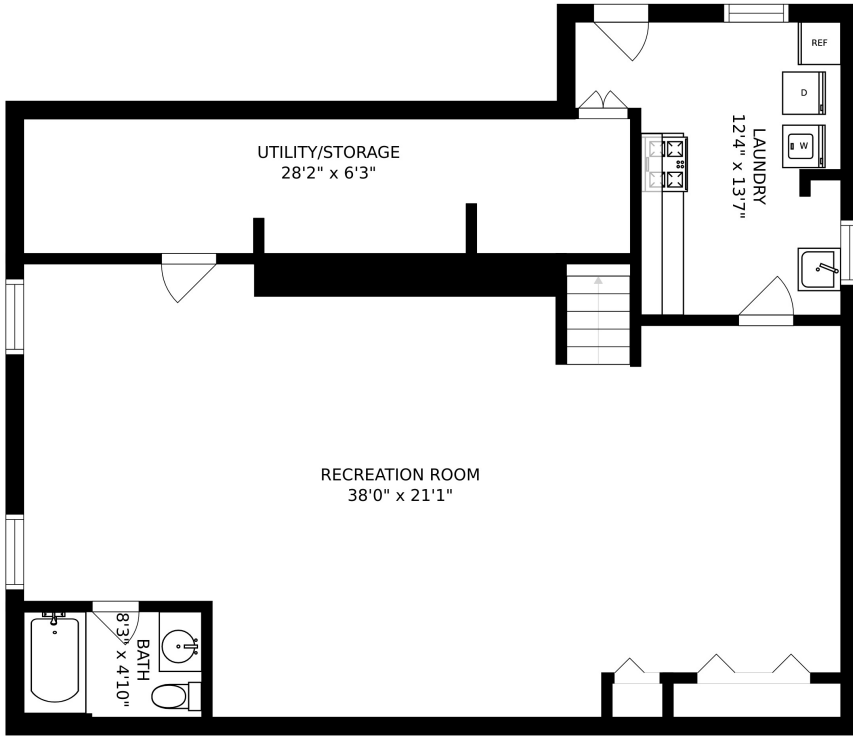 REF
D
W
LAUNDRY
12'4" x 13'7"
UTILITY/STORAGE
28'2" x 6'3"
RECREATION ROOM
38'0" x 21'1"
BATH
8'3" x 4'10"